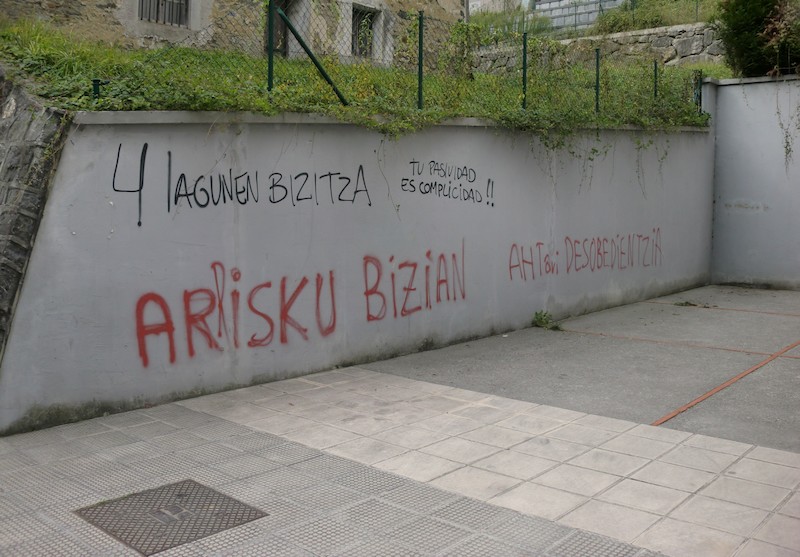 4 lAGUNEN BIZITZA
TU PASIVIDAD
ES COMPLICIDAD!!
ARRiSKU BiZiAN
AHTari DESOBEDIENTZIA